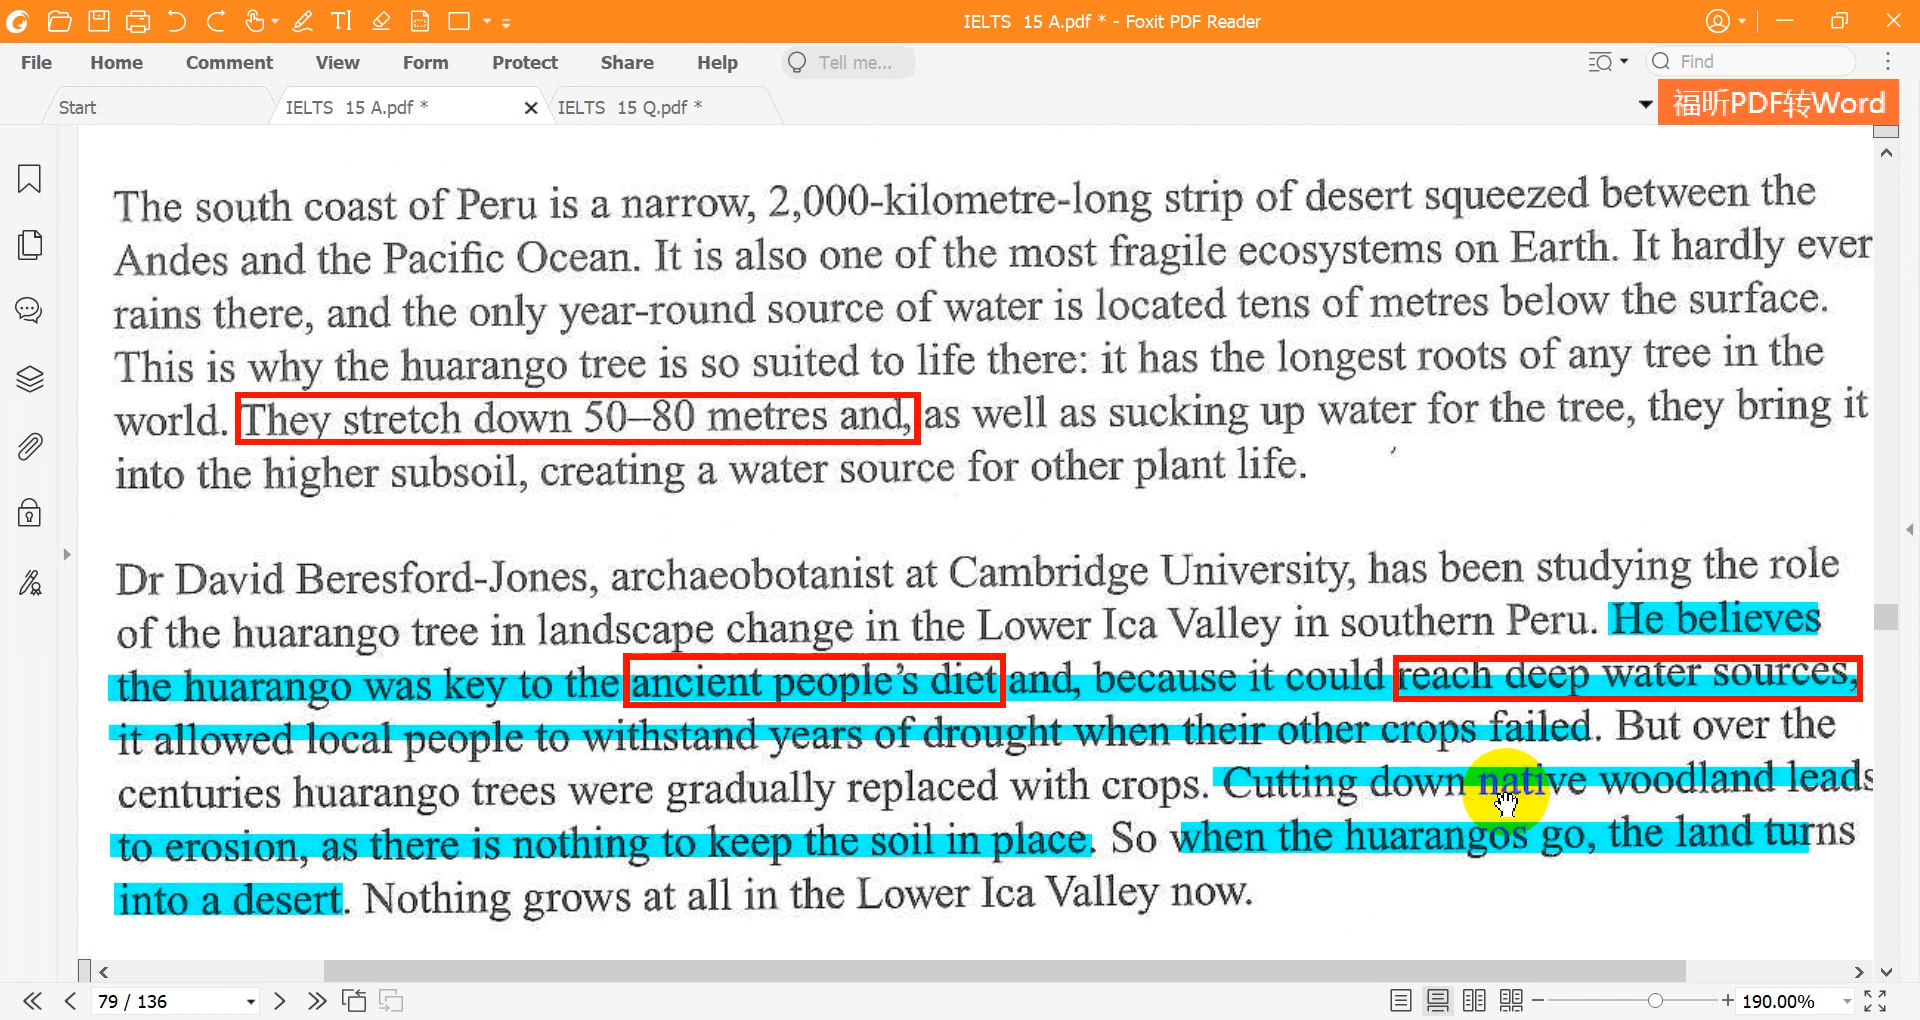 IELTS 15 A.pdf * - Foxit PDF Reader
File Home Comment View Form Protect Share Help Tell me... Find
Start IELTS 15 A.pdf * IELTS 15 Q.pdf * 福昕PDF转Word
The south coast of Peru is a narrow, 2,000-kilometre-long strip of desert squeezed between the
Andes and the Pacific Ocean. It is also one of the most fragile ecosystems on Earth. It hardly ever
rains there, and the only year-round source of water is located tens of metres below the surface.
This is why the huarango tree is so suited to life there: it has the longest roots of any tree in the
world. They stretch down 50–80 metres and, as well as sucking up water for the tree, they bring it
into the higher subsoil, creating a water source for other plant life.
Dr David Beresford-Jones, archaeobotanist at Cambridge University, has been studying the role
of the huarango tree in landscape change in the Lower Ica Valley in southern Peru. He believes
the huarango was key to the ancient people's diet and, because it could reach deep water sources,
it allowed local people to withstand years of drought when their other crops failed. But over the
centuries huarango trees were gradually replaced with crops. Cutting down native woodland leads
to erosion, as there is nothing to keep the soil in place. So when the huarangos go, the land turns
into a desert. Nothing grows at all in the Lower Ica Valley now.
79 / 136 190.00%